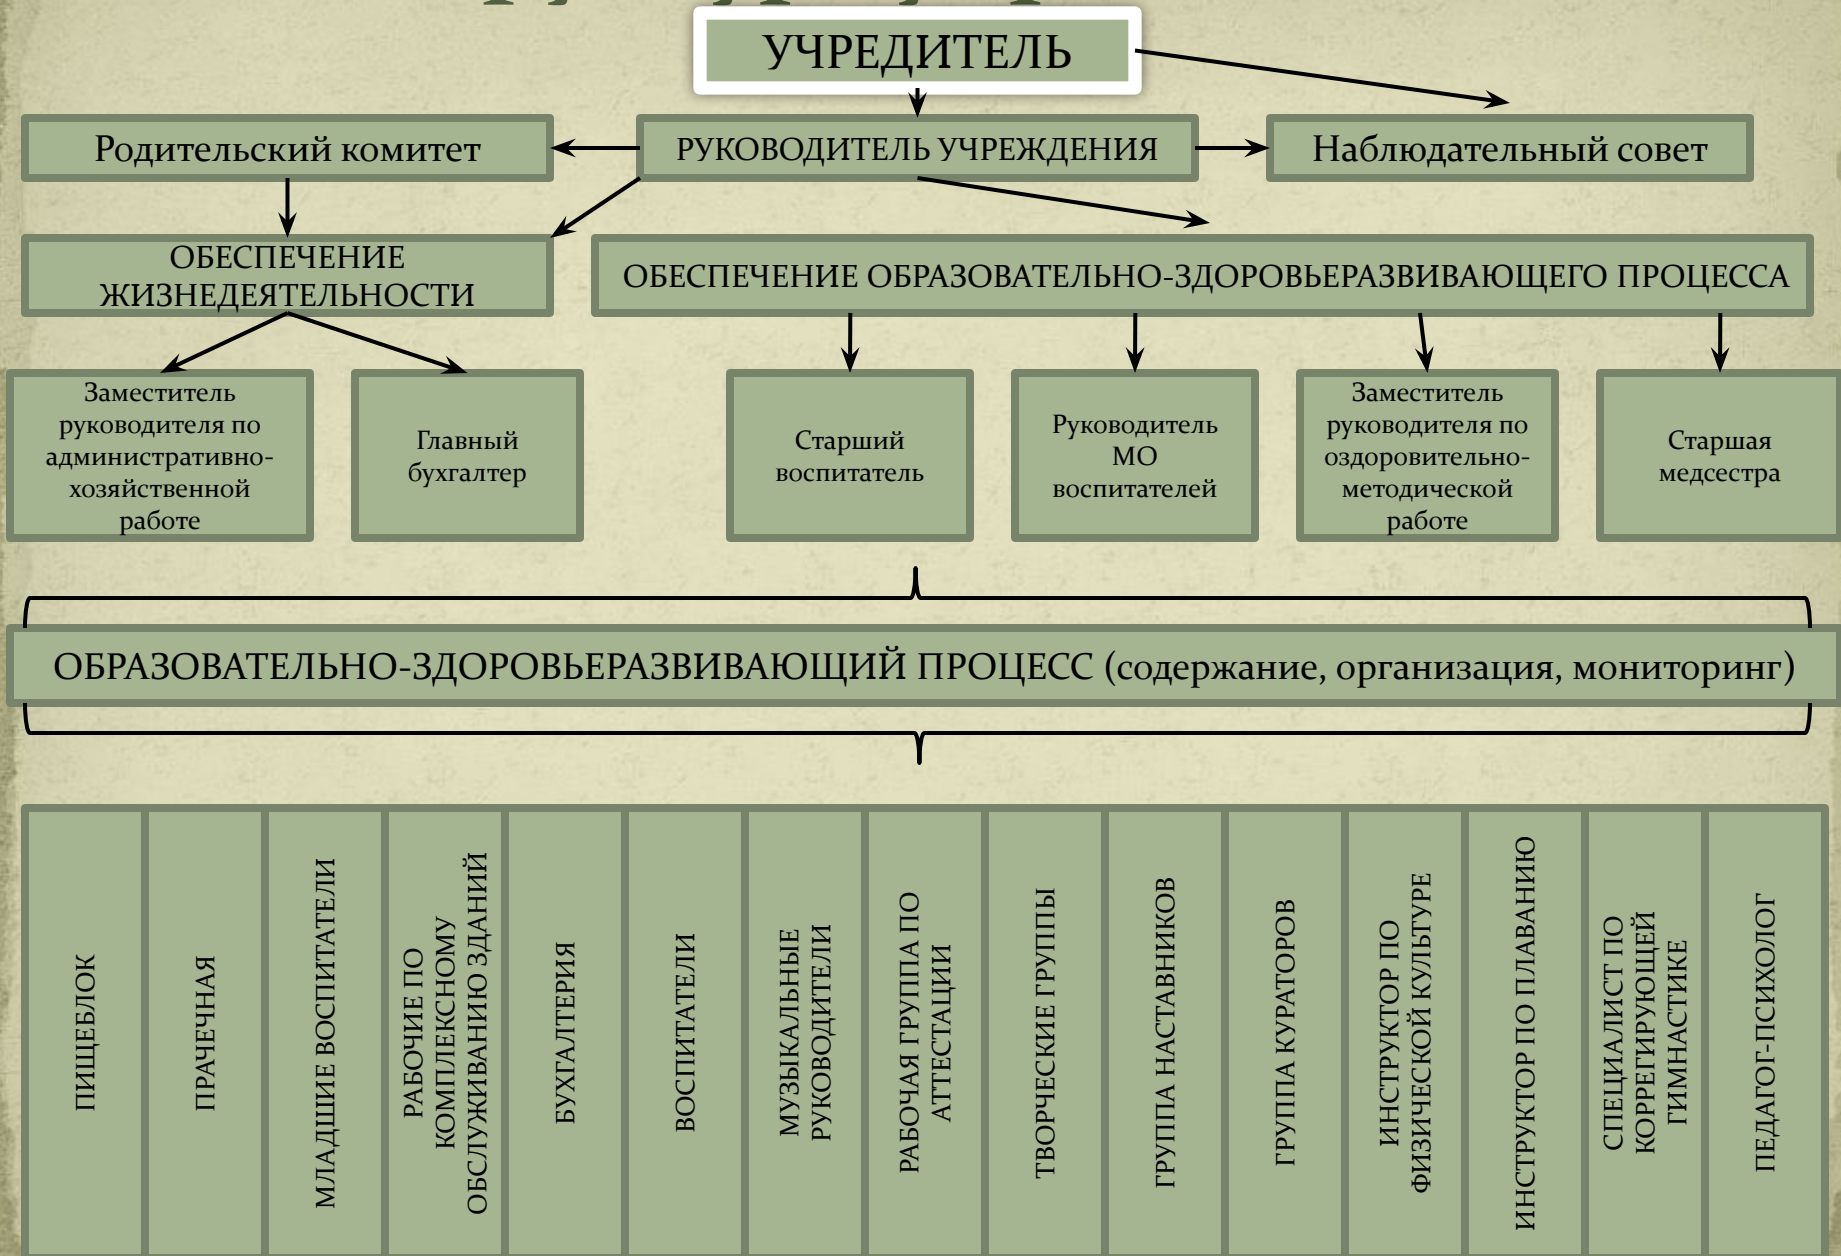 УЧРЕДИТЕЛЬ
Родительский комитет
РУКОВОДИТЕЛЬ УЧРЕЖДЕНИЯ
Наблюдательный совет
ОБЕСПЕЧЕНИЕ
ЖИЗНЕДЕЯТЕЛЬНОСТИ
ОБЕСПЕЧЕНИЕ ОБРАЗОВАТЕЛЬНО-ЗДОРОВЬЕРАЗВИВАЮЩЕГО ПРОЦЕССА
Заместитель
руководителя по
административно-
хозяйственной
работе
Главный
бухгалтер
Старший
воспитатель
Руководитель
МО
воспитателей
Заместитель
руководителя по
оздоровительно-
методической
работе
Старшая
медсестра
ОБРАЗОВАТЕЛЬНО-ЗДОРОВЬЕРАЗВИВАЮЩИЙ ПРОЦЕСС (содержание, организация, мониторинг)
ПИЩЕБЛОК
ПРАЧЕЧНАЯ
МЛАДШИЕ ВОСПИТАТЕЛИ
РАБОЧИЕ ПО
КОМПЛЕКСНОМУ
ОБСЛУЖИВАНИЮ ЗДАНИЙ
БУХГАЛТЕРИЯ
ВОСПИТАТЕЛИ
МУЗЫКАЛЬНЫЕ
РУКОВОДИТЕЛИ
РАБОЧАЯ ГРУППА ПО
АТТЕСТАЦИИ
ТВОРЧЕСКИЕ ГРУППЫ
ГРУППА НАСТАВНИКОВ
ГРУППА КУРАТОРОВ
ИНСТРУКТОР ПО
ФИЗИЧЕСКОЙ КУЛЬТУРЕ
ИНСТРУКТОР ПО ПЛАВАНИЮ
СПЕЦИАЛИСТ ПО
КОРРЕГИРУЮЩЕЙ
ГИМНАСТИКЕ
ПЕДАГОГ-ПСИХОЛОГ